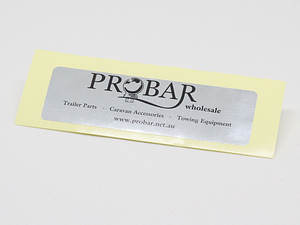 PROBAR
wholesale
Trailer Parts · Caravan Accessories · Towing Equipment
www.probar.net.au